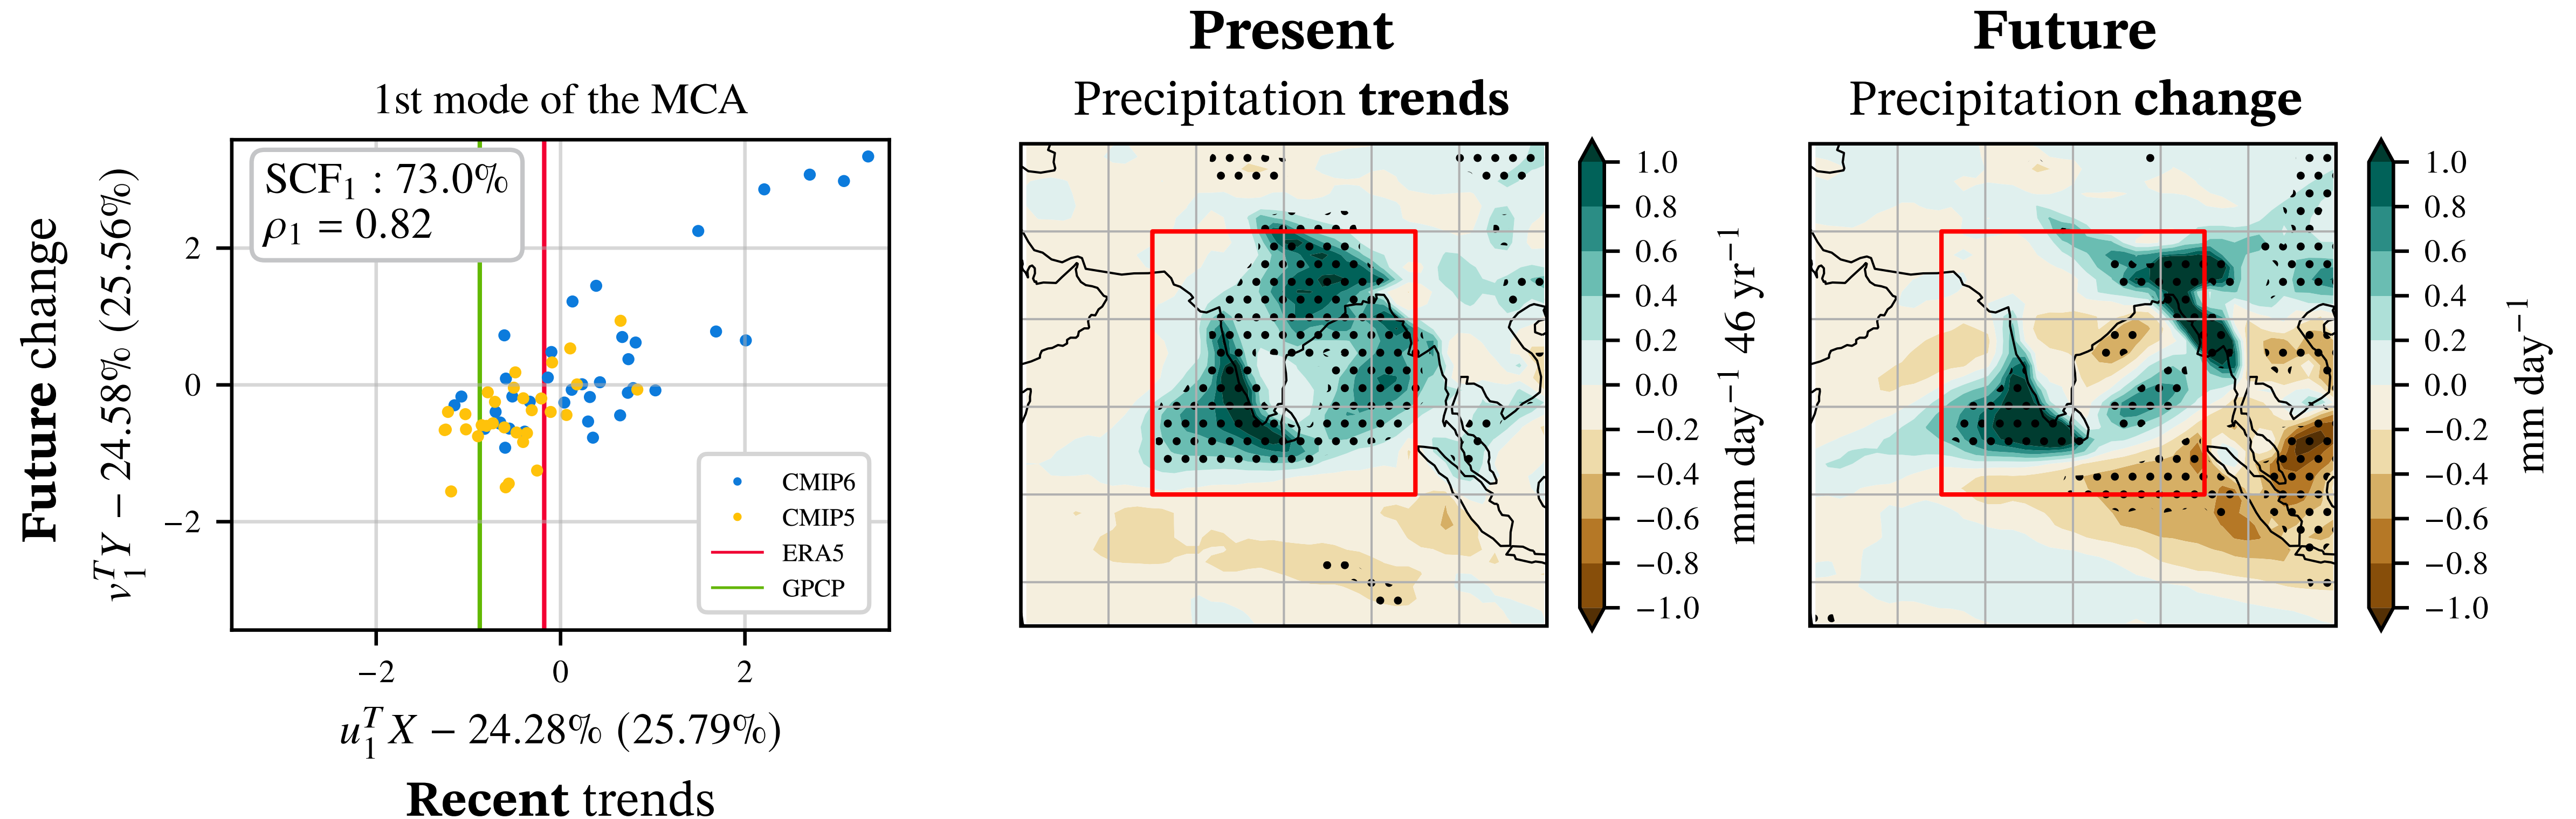 Present
Future
1st mode of the MCA
Precipitation trends
Precipitation change
SCF₁ : 73.0%
ρ₁ = 0.82
Future change
v₁ᵀY − 24.58% (25.56%)
2
0
−2
CMIP6
CMIP5
ERA5
GPCP
−2
0
2
u₁ᵀX − 24.28% (25.79%)
Recent trends
1.0
0.8
0.6
0.4
0.2
0.0
−0.2
−0.4
−0.6
−0.8
−1.0
mm day⁻¹ 46 yr⁻¹
1.0
0.8
0.6
0.4
0.2
0.0
−0.2
−0.4
−0.6
−0.8
−1.0
mm day⁻¹